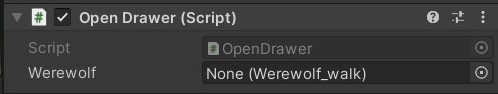 Open Drawer (Script)
Script OpenDrawer
Werewolf None (Werewolf_walk)